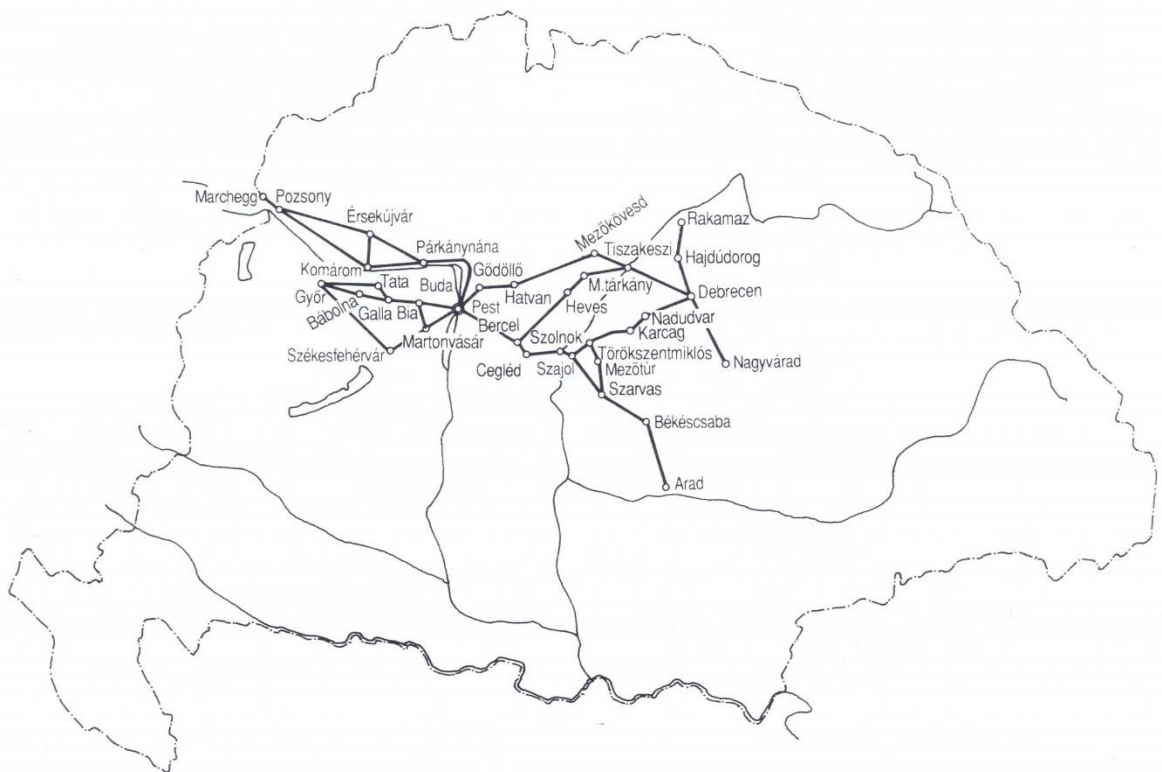 Marchegg
Pozsony
Érsekújvár
Párkánynána
Komárom
Tata
Buda
Gödöllő
Mezőkövesd
Tiszakeszi
Rakamaz
Hajdúdorog
Győr
Bábolna
Galla
Bia
Pest
Hatvan
M.tárkány
Heves
Debrecen
Martonvásár
Bercel
Szolnok
Nadudvar
Karcag
Székesfehérvár
Cegléd
Szajol
Törökszentmiklós
Mezőtúr
Szarvas
Nagyvárad
Békéscsaba
Arad